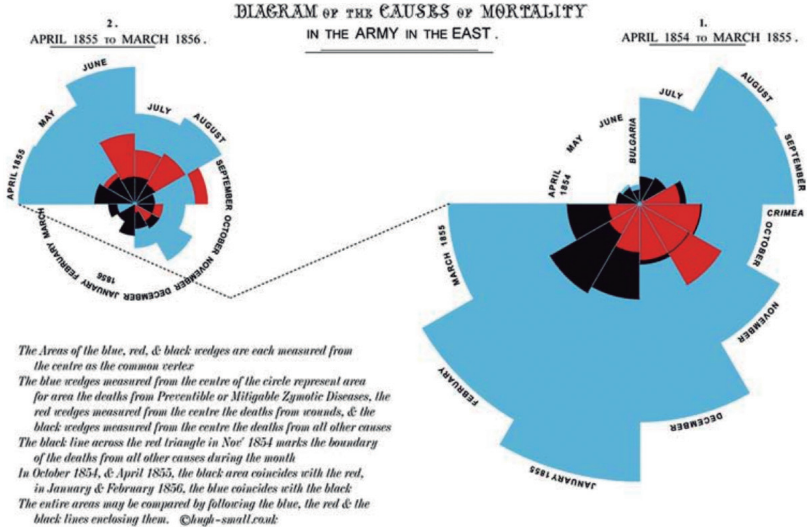 DIAGRAM OF THE CAUSES OF MORTALITY
IN THE ARMY IN THE EAST.
2.
APRIL 1855 TO MARCH 1856.
1.
APRIL 1854 TO MARCH 1855.
APRIL 1855
MAY
JUNE
JULY
AUGUST
SEPTEMBER
OCTOBER
NOVEMBER
DECEMBER
1856
JANUARY
FEBRUARY
MARCH
APRIL
1854
MAY
JUNE
BULGARIA
JULY
AUGUST
SEPTEMBER
CRIMEA
OCTOBER
NOVEMBER
DECEMBER
JANUARY 1855
FEBRUARY
MARCH 1855
The Areas of the blue, red, & black wedges are each measured from
the centre as the common vertex
The blue wedges measured from the centre of the circle represent area
for area the deaths from Preventible or Mitigable Zymotic Diseases, the
red wedges measured from the centre the deaths from wounds, & the
black wedges measured from the centre the deaths from all other causes
The black line across the red triangle in Nov' 1854 marks the boundary
of the deaths from all other causes during the month
In October 1854, & April 1855, the black area coincides with the red,
in January & February 1856, the blue coincides with the black
The entire areas may be compared by following the blue, the red & the
black lines enclosing them. ©hugh-small.co.uk